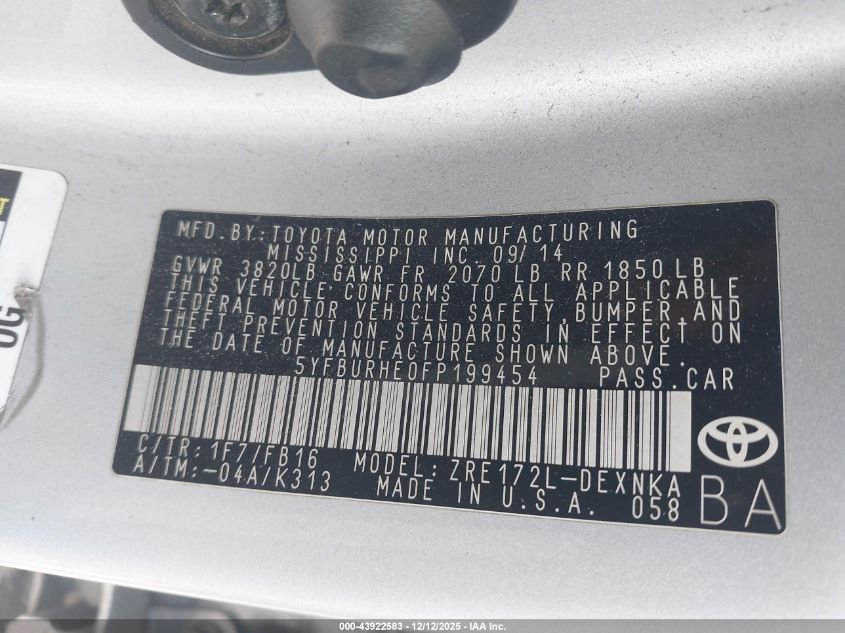 MFD.BY:TOYOTA MOTOR MANUFACTURING
MISSISSIPPI INC. 09/14
GVWR 3820LB GAWR FR 2070 LB RR 1850 LB
THIS VEHICLE CONFORMS TO ALL APPLICABLE
FEDERAL MOTOR VEHICLE SAFETY,BUMPER,AND
THEFT PREVENTION STANDARDS IN EFFECT ON
THE DATE OF MANUFACTURE SHOWN ABOVE.
5YFBURHE0FP199454 PASS.CAR
C/TR: 1F7/FB16 MODEL: ZRE172L-DEXNKA
A/TM:-04A/K313 MADE IN U.S.A. 058 BA
T
OG
000-43922583 - 12/12/2025 - IAA Inc.